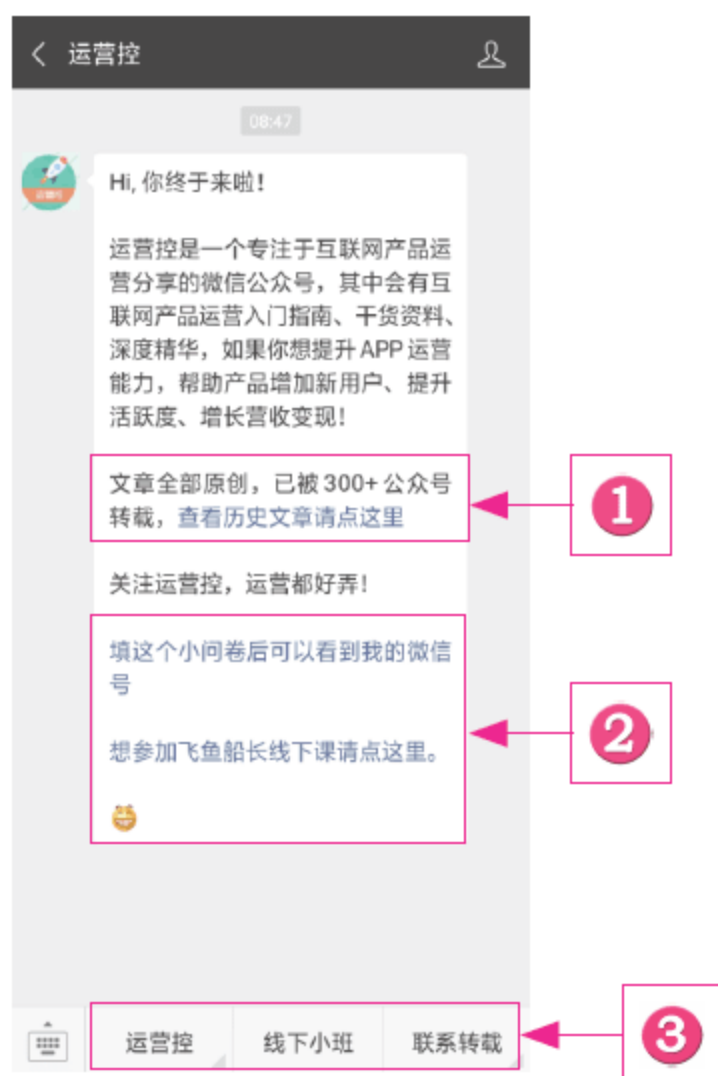 运营控
08:47
Hi, 你终于来啦!
运营控是一个专注于互联网产品运
营分享的微信公众号，其中会有互
联网产品运营入门指南、干货资料、
深度精华，如果你想提升 APP 运营
能力，帮助产品增加新用户、提升
活跃度、增长营收变现!
文章全部原创，已被 300+ 公众号
转载，查看历史文章请点这里
1
关注运营控，运营都好弄!
填这个小问卷后可以看到我的微信
号
2
想参加飞鱼船长线下课请点这里。
运营控 线下小班 联系转载
3